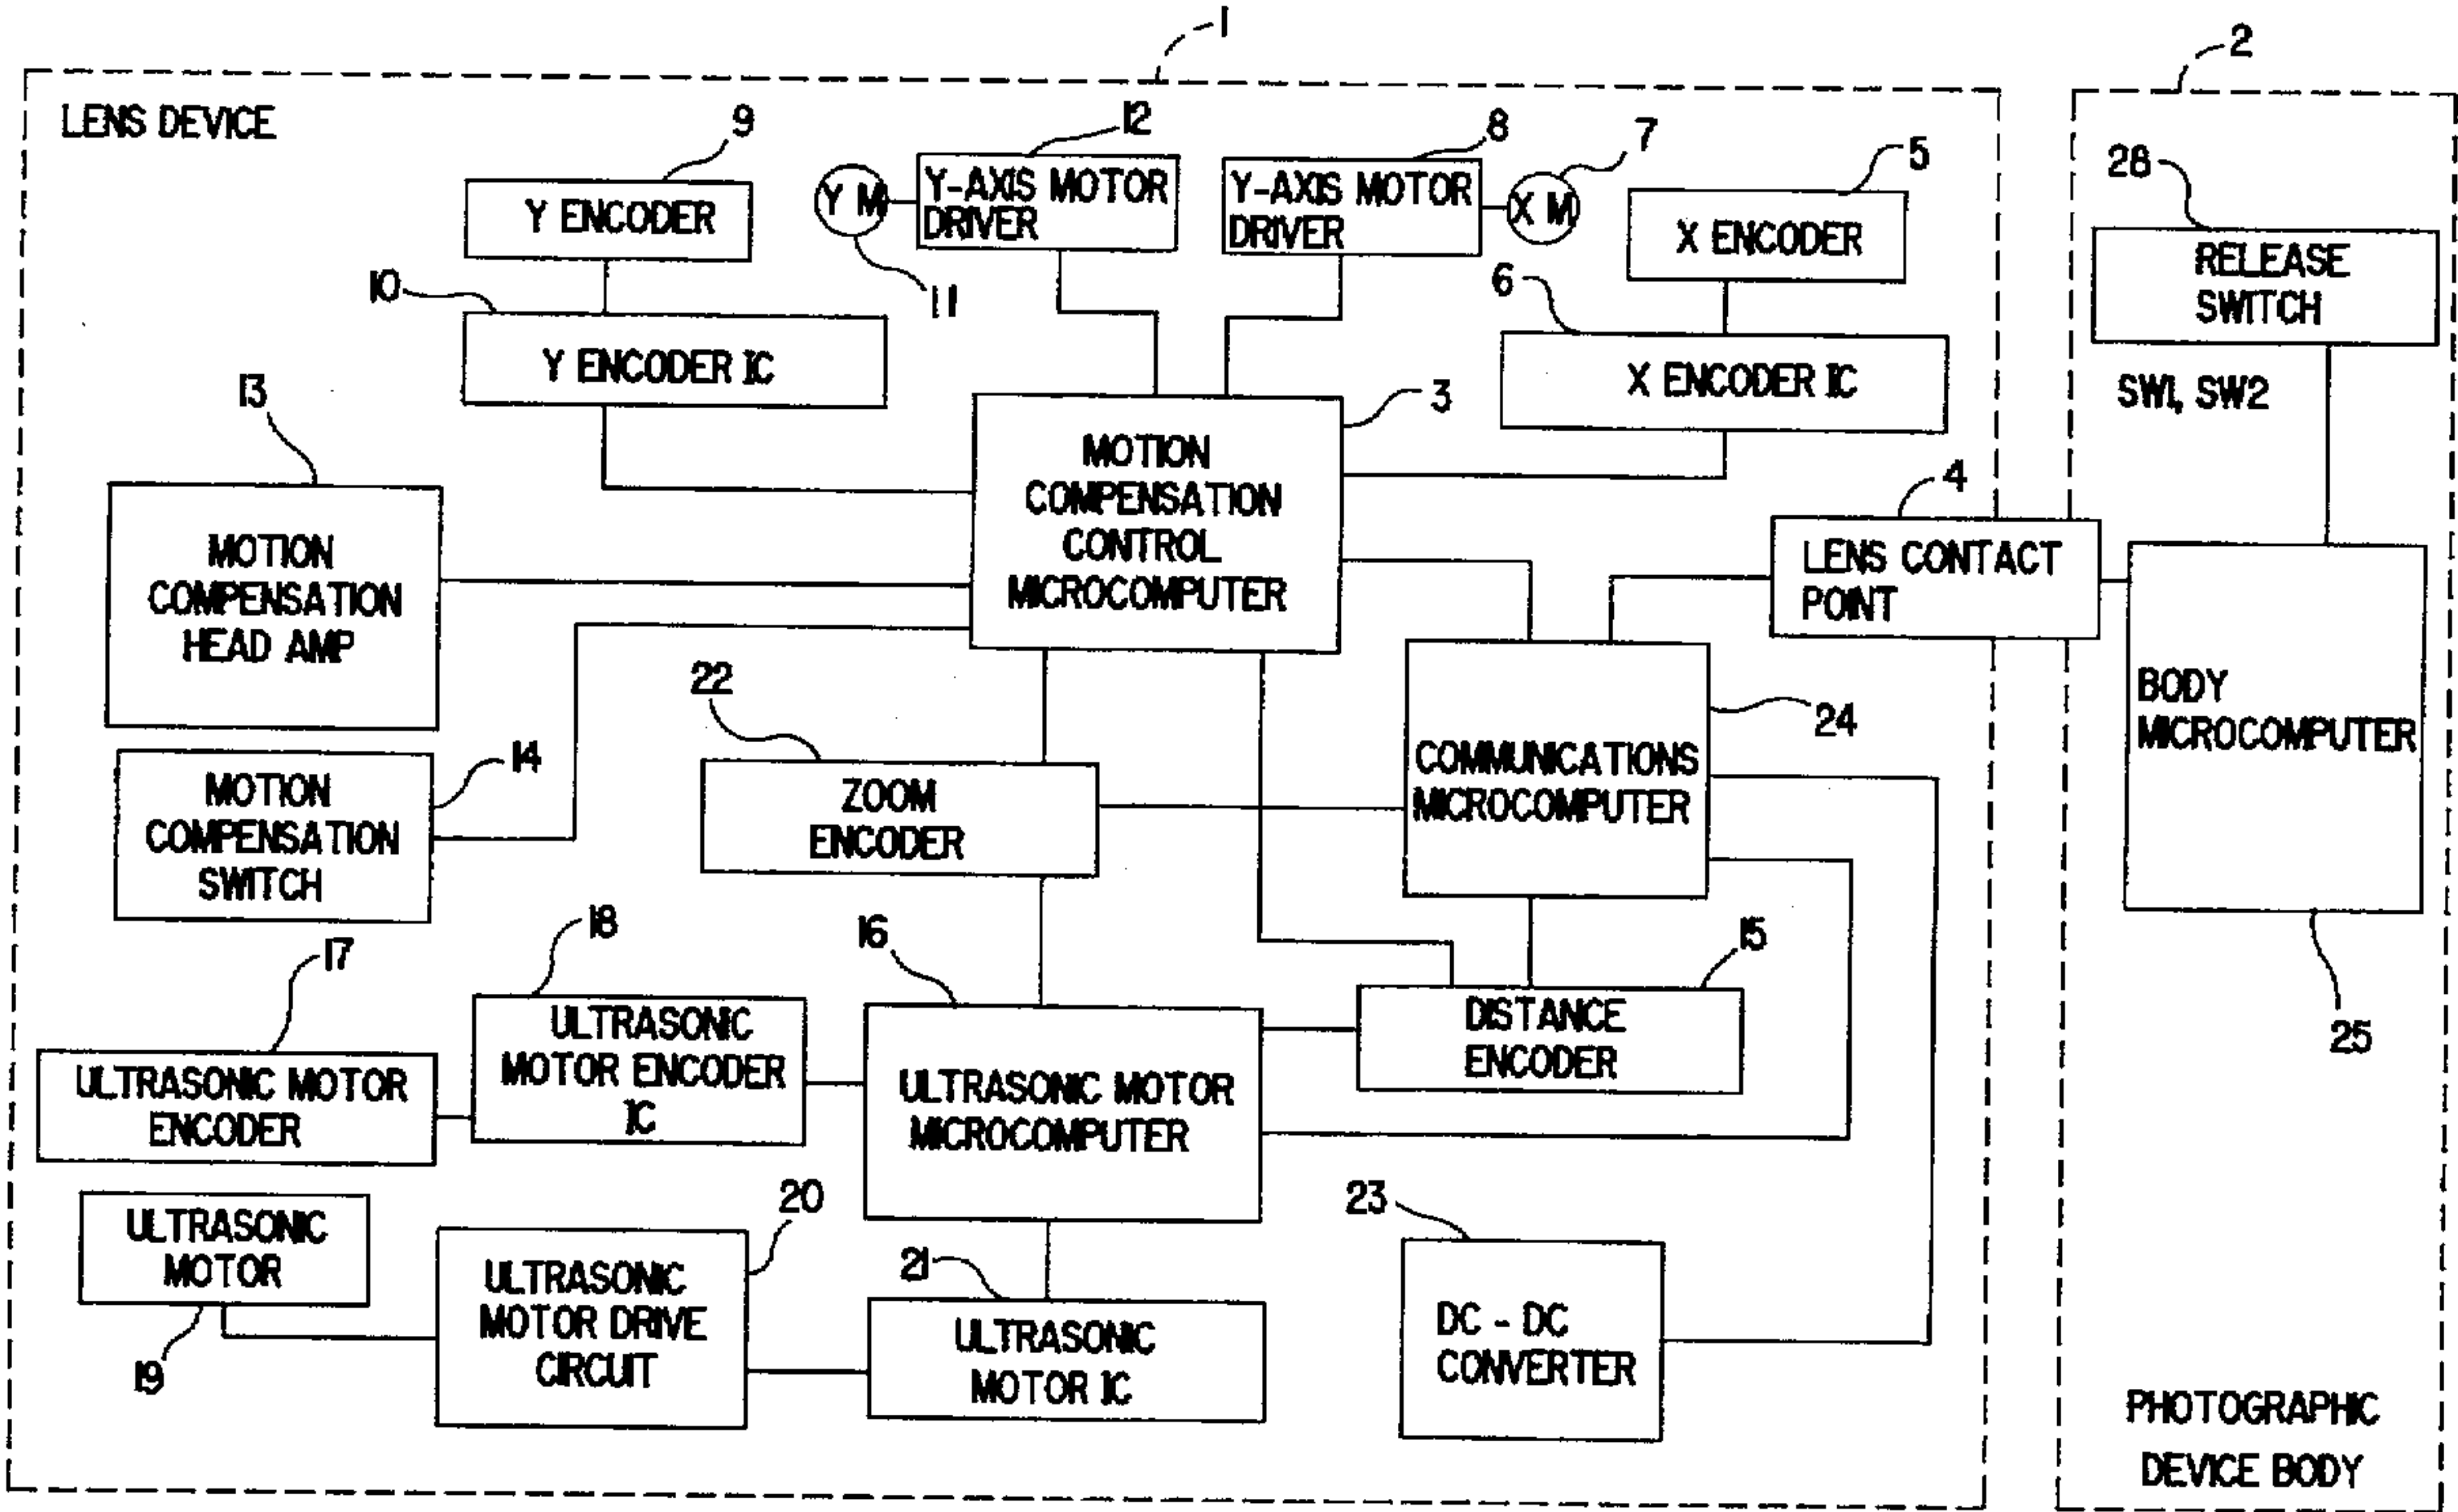 1
2
LENS DEVICE
9
12
8
7
5
28
Y ENCODER
Y M
Y-AXIS MOTOR
DRIVER
Y-AXIS MOTOR
DRIVER
X M
X ENCODER
RELEASE
SWITCH
10
11
6
Y ENCODER IC
X ENCODER IC
SW1, SW2
13
3
MOTION
COMPENSATION
CONTROL
MICROCOMPUTER
4
LENS CONTACT
POINT
MOTION
COMPENSATION
HEAD AMP
22
24
BODY
MICROCOMPUTER
14
MOTION
COMPENSATION
SWITCH
ZOOM
ENCODER
COMMUNICATIONS
MICROCOMPUTER
18
16
15
17
25
ULTRASONIC
MOTOR ENCODER
IC
DISTANCE
ENCODER
ULTRASONIC MOTOR
ENCODER
ULTRASONIC MOTOR
MICROCOMPUTER
20
23
ULTRASONIC
MOTOR
21
19
ULTRASONIC
MOTOR DRIVE
CIRCUIT
ULTRASONIC
MOTOR IC
DC - DC
CONVERTER
PHOTOGRAPHIC
DEVICE BODY